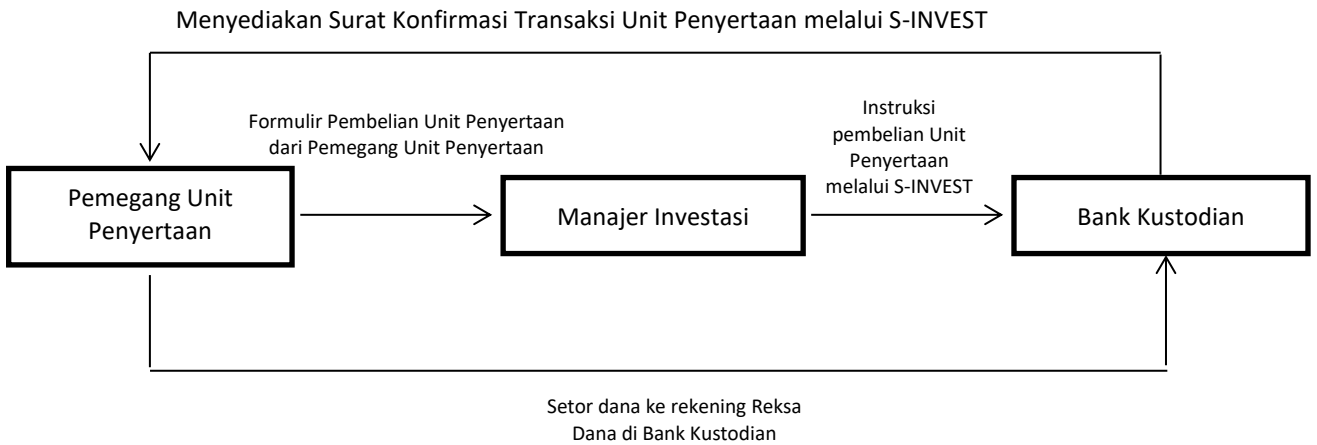 Menyediakan Surat Konfirmasi Transaksi Unit Penyertaan melalui S-INVEST
Formulir Pembelian Unit Penyertaan
dari Pemegang Unit Penyertaan
Instruksi
pembelian Unit
Penyertaan
melalui S-INVEST
Pemegang Unit
Penyertaan
Manajer Investasi
Bank Kustodian
Setor dana ke rekening Reksa
Dana di Bank Kustodian